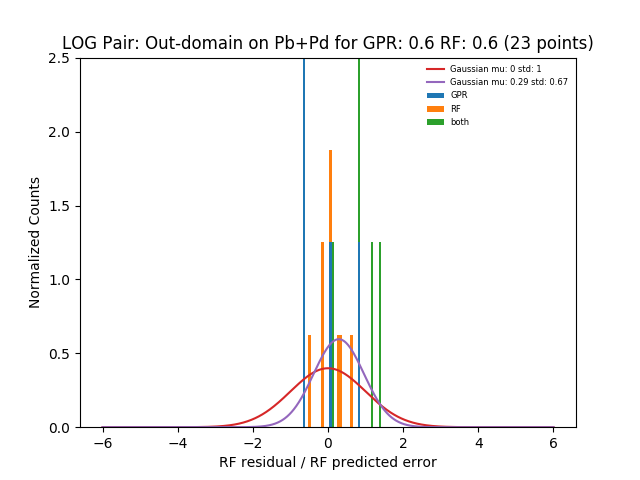 LOG Pair: Out-domain on Pb+Pd for GPR: 0.6 RF: 0.6 (23 points)
Gaussian mu: 0 std: 1
Gaussian mu: 0.29 std: 0.67
GPR
RF
both
Normalized Counts
2.5
2.0
1.5
1.0
0.5
0.0
−6 −4 −2 0 2 4 6
RF residual / RF predicted error